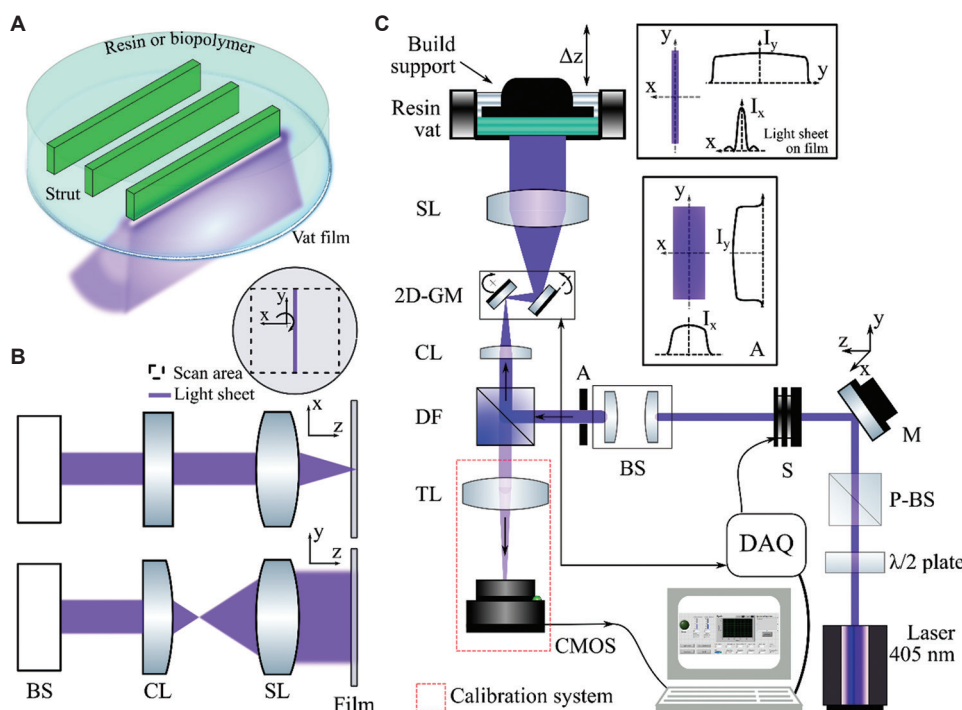 A
Resin or biopolymer
Strut
Vat film
y
x
Scan area
Light sheet
B
x
z
y
z
BS
CL
SL
Film
C
Build
support
Δz
Resin
vat
SL
2D-GM
CL
DF
A
BS
S
M
TL
P-BS
λ/2 plate
DAQ
CMOS
Laser
405 nm
Calibration system
y
x
Iy
y
Ix
x
Light sheet
on film
y
x
Iy
Ix
A
y
z
x